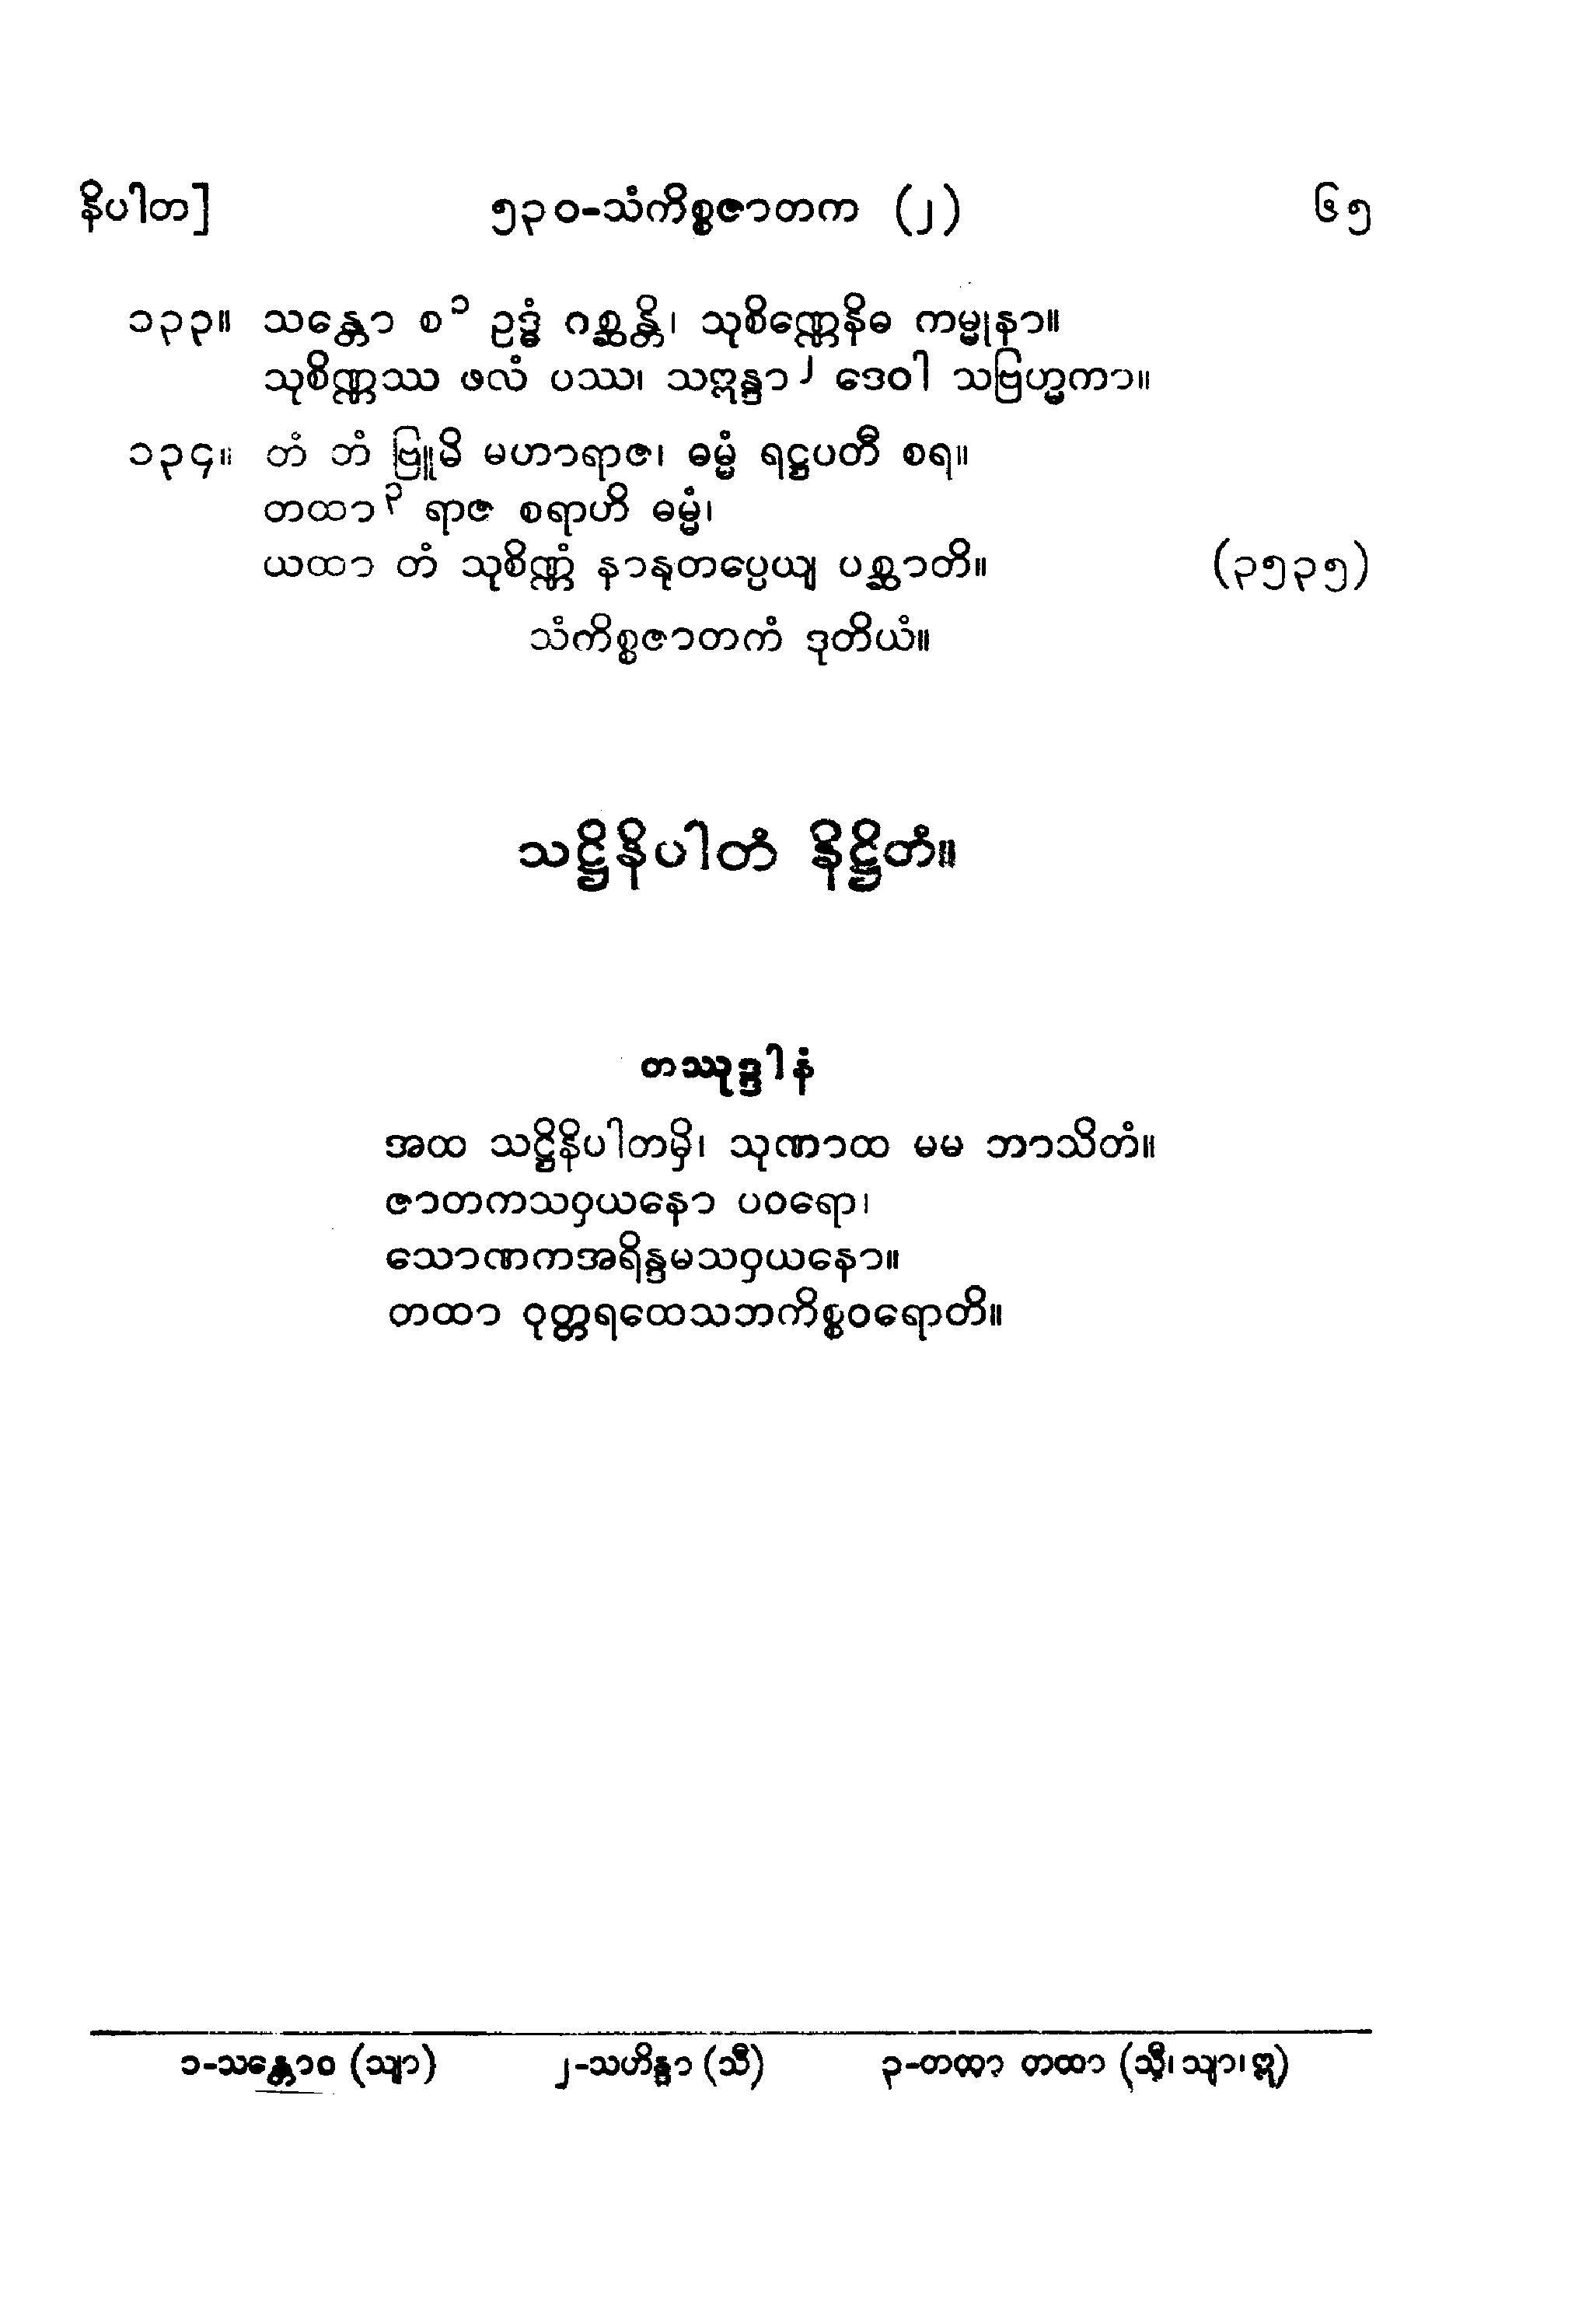 နိပါတ] ၅၃၀-သံကိစ္စဇာတက (၂) ၆၅
၁၃၃။ သန္တော စ၁ ဥဒ္ဓံ ဂစ္ဆန္တိ၊ သုစိဏ္ဏေနိဓ ကမ္မုနာ။
သုစိဏ္ဏဿ ဖလံ ပဿ၊ သဣန္ဒာ၂ ဒေဝါ သဗြဟ္မကာ။
၁၃၄။ တံ တံ ဗြူမိ မဟာရာဇ၊ ဓမ္မံ ရဋ္ဌပတီ စရ။
တထာ၃ ရာဇ စရာဟိ ဓမ္မံ၊
ယထာ တံ သုစိဏ္ဏံ နာနုတပ္ပေယျ ပစ္ဆာတိ။ (၃၅၃၅)
သံကိစ္စဇာတကံ ဒုတိယံ။
သဋ္ဌိနိပါတံ နိဋ္ဌိတံ။
တဿုဒ္ဒါနံ
အထ သဋ္ဌိနိပါတမှိ၊ သုဏာထ မမ ဘာသိတံ။
ဇာတကသဝှယနော ပဝရော၊
သောဏကအရိန္ဒမသဝှယနော။
တထာ ဝုတ္တရထေသဘကိစ္စဝရောတိ။
၁-သန္တောဝ (သျာ) ၂-သဟိန္ဒာ (သီ) ၃-တထာ တထာ (သီ၊ သျာ၊ ဣ)